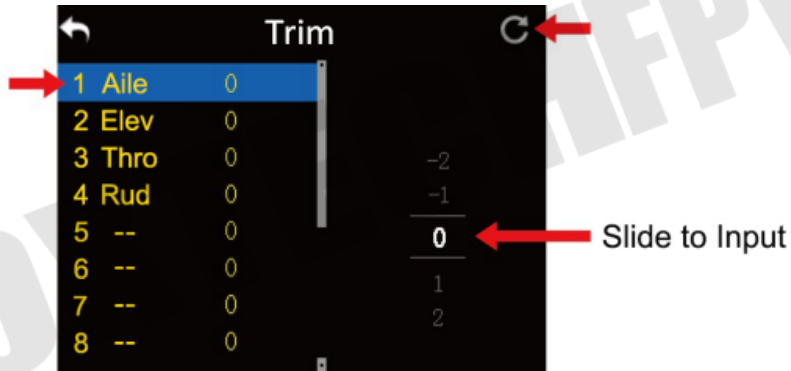 Trim
1 Aile 0
2 Elev 0
3 Thro 0
4 Rud 0
5 -- 0
6 -- 0
7 -- 0
8 -- 0
-2
-1
0
1
2
Slide to Input